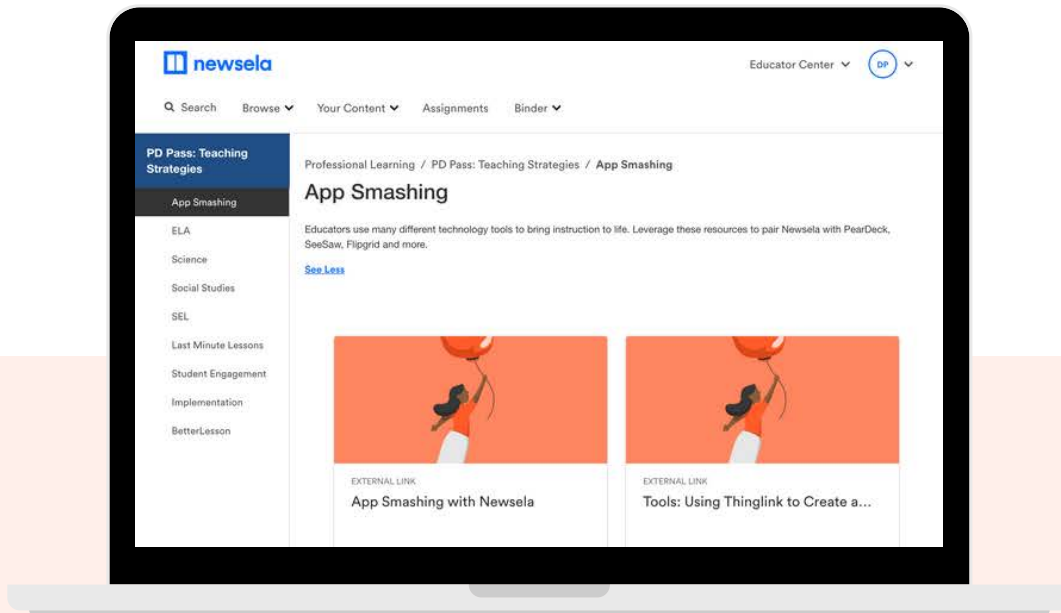 newsela
Educator Center
DP
Search Browse Your Content Assignments Binder
PD Pass: Teaching
Strategies
App Smashing
ELA
Science
Social Studies
SEL
Last Minute Lessons
Student Engagement
Implementation
BetterLesson
Professional Learning / PD Pass: Teaching Strategies / App Smashing
App Smashing
Educators use many different technology tools to bring instruction to life. Leverage these resources to pair Newsela with PearDeck,
SeeSaw, Flipgrid and more.
See Less
EXTERNAL LINK
App Smashing with Newsela
EXTERNAL LINK
Tools: Using Thinglink to Create a...